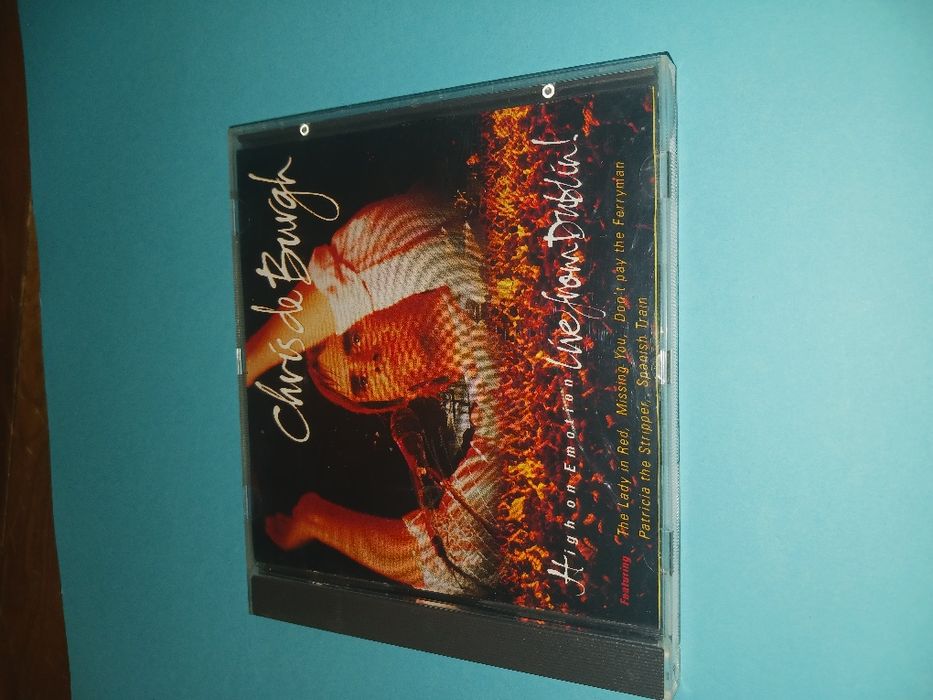 Chris de Burgh
High on Emotion Live from Dublin!
Featuring The Lady in Red, Missing You, Don't pay the Ferryman
Patricia the Stripper, Spanish Train